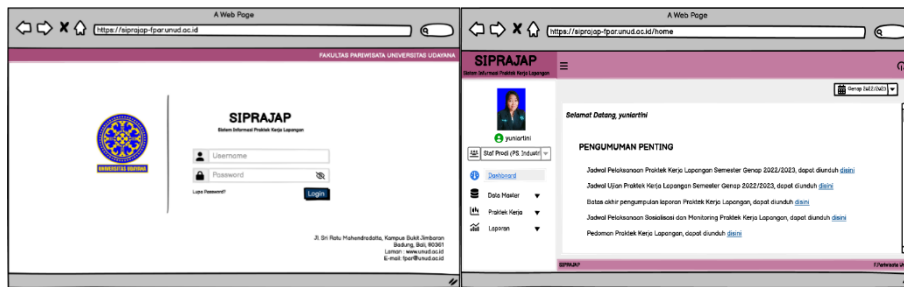 A Web Page
https://siprajap-fpar.unud.ac.id
FAKULTAS PARIWISATA UNIVERSITAS UDAYANA
UNIVERSITAS UDAYANA
SIPRAJAP
Sistem Informasi Praktek Kerja Lapangan
Username
Password
Lupa Password?
Login
Jl. Sri Ratu Mahendradatta, Kampus Bukit Jimbaran
Badung, Bali, 80361
Laman : www.unud.ac.id
E-mail: fpar@unud.ac.id
A Web Page
https://siprajap-fpar.unud.ac.id/home
SIPRAJAP
Sistem Informasi Praktek Kerja Lapangan
Genap 2022/2023
yuniartini
Staf Prodi (PS. Industri
Dashboard
Data Master
Praktek Kerja
Laporan
Selamat Datang, yuniartini
PENGUMUMAN PENTING
Jadwal Pelaksanaan Praktek Kerja Lapangan Semester Genap 2022/2023, dapat diunduh disini
Jadwal Ujian Praktek Kerja Lapangan Semester Genap 2022/2023, dapat diunduh disini
Batas akhir pengumpulan laporan Praktek Kerja Lapangan, dapat diunduh disini
Jadwal Pelaksanaan Sosialisasi dan Monitoring Praktek Kerja Lapangan, dapat diunduh disini
Pedoman Praktek Kerja Lapangan, dapat diunduh disini
SIPRAJAP